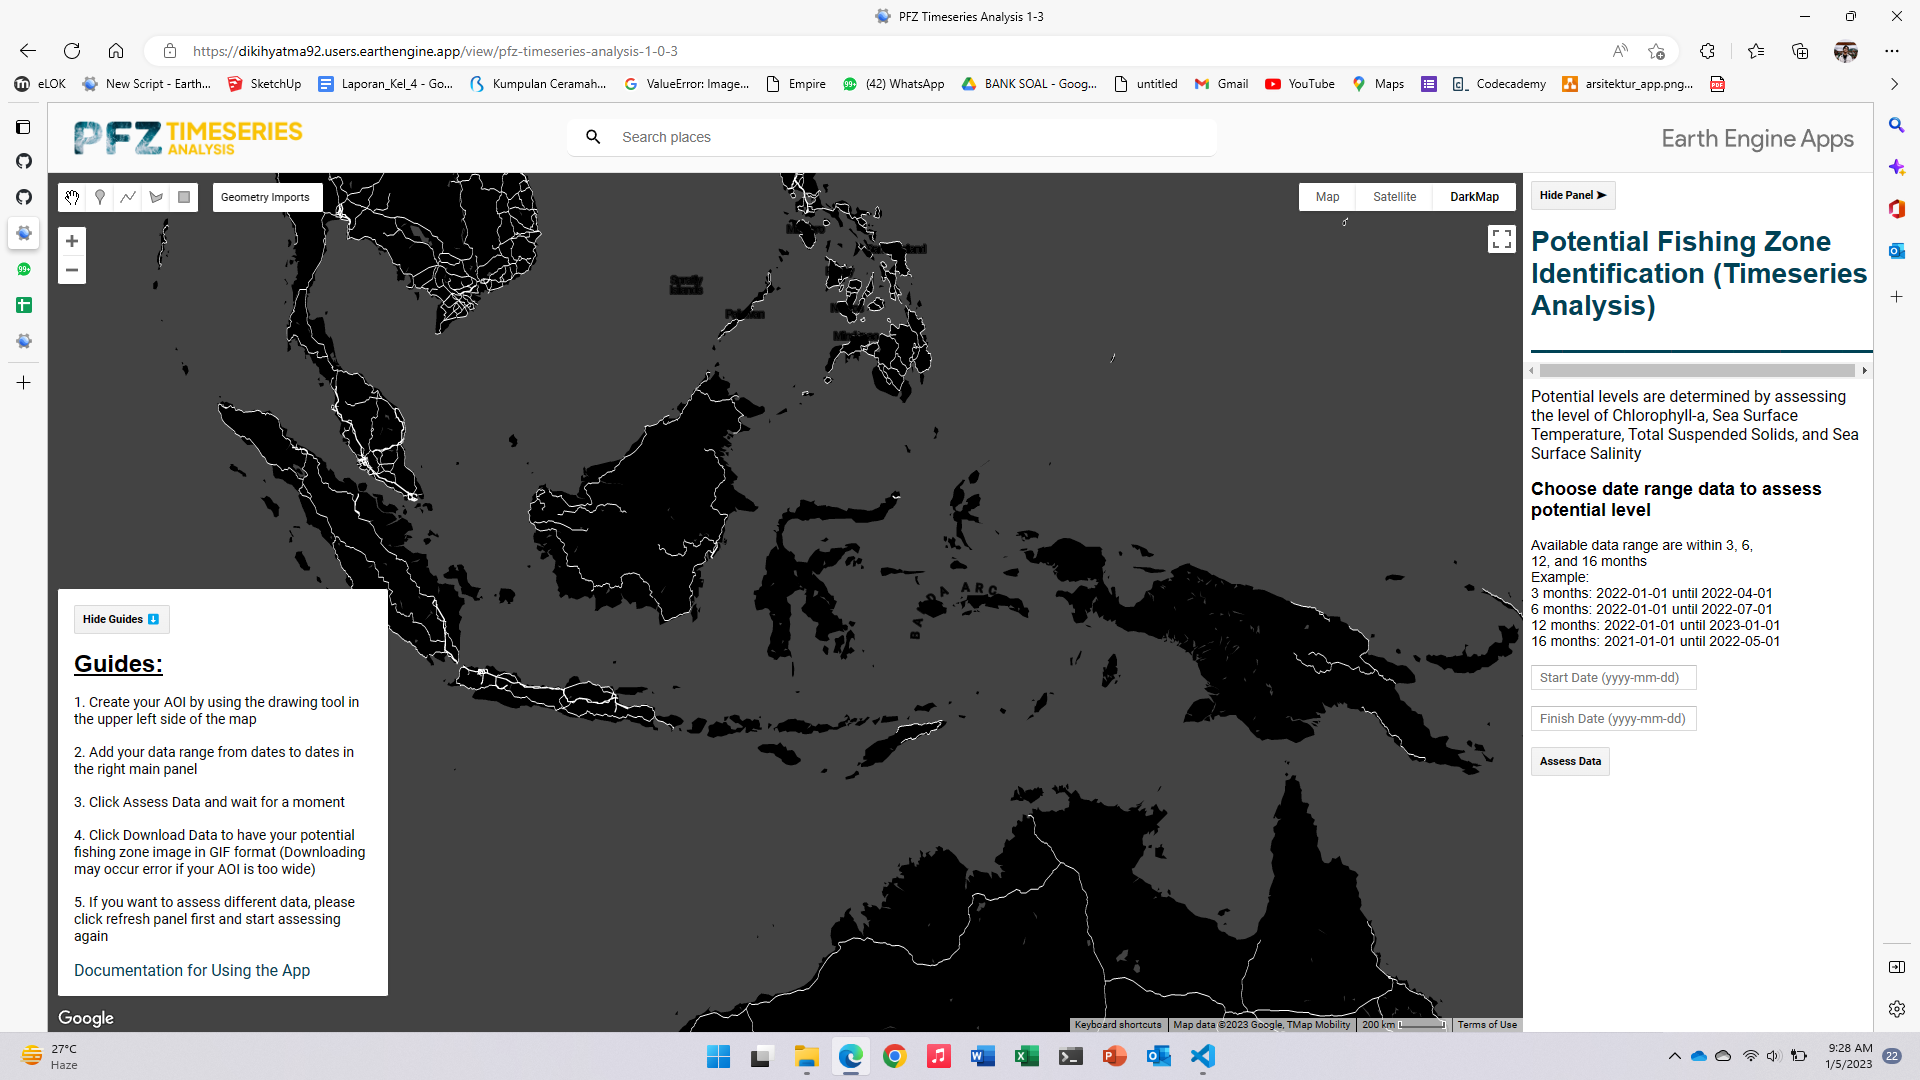 PFZ Timeseries Analysis 1-3
https://dikihyatma92.users.earthengine.app/view/pfz-timeseries-analysis-1-0-3
eLOK
New Script - Earth...
SketchUp
Laporan_Kel_4 - Go...
Kumpulan Ceramah...
ValueError: Image...
Empire
(42) WhatsApp
BANK SOAL - Goog...
untitled
Gmail
YouTube
Maps
Codecademy
arsitektur_app.png...
PFZ TIMESERIES
ANALYSIS
Search places
Earth Engine Apps
Geometry Imports
Map
Satellite
DarkMap
Hide Panel ➤
Potential Fishing Zone
Identification (Timeseries
Analysis)
Potential levels are determined by assessing
the level of Chlorophyll-a, Sea Surface
Temperature, Total Suspended Solids, and Sea
Surface Salinity
Choose date range data to assess
potential level
Available data range are within 3, 6,
12, and 16 months
Example:
3 months: 2022-01-01 until 2022-04-01
6 months: 2022-01-01 until 2022-07-01
12 months: 2022-01-01 until 2023-01-01
16 months: 2021-01-01 until 2022-05-01
Start Date (yyyy-mm-dd)
Finish Date (yyyy-mm-dd)
Assess Data
BANDA ARC
Hide Guides
Guides:
1. Create your AOI by using the drawing tool in
the upper left side of the map
2. Add your data range from dates to dates in
the right main panel
3. Click Assess Data and wait for a moment
4. Click Download Data to have your potential
fishing zone image in GIF format (Downloading
may occur error if your AOI is too wide)
5. If you want to assess different data, please
click refresh panel first and start assessing
again
Documentation for Using the App
Google
Keyboard shortcuts
Map data ©2023 Google, TMap Mobility
200 km
Terms of Use
27°C
Haze
9:28 AM
1/5/2023
22